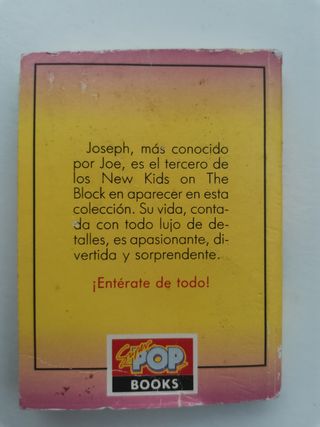 Joseph, más conocido
por Joe, es el tercero de
los New Kids on The
Block en aparecer en esta
colección. Su vida, conta-
da con todo lujo de de-
talles, es apasionante, di-
vertida y sorprendente.
¡Entérate de todo!
Super
POP
BOOKS